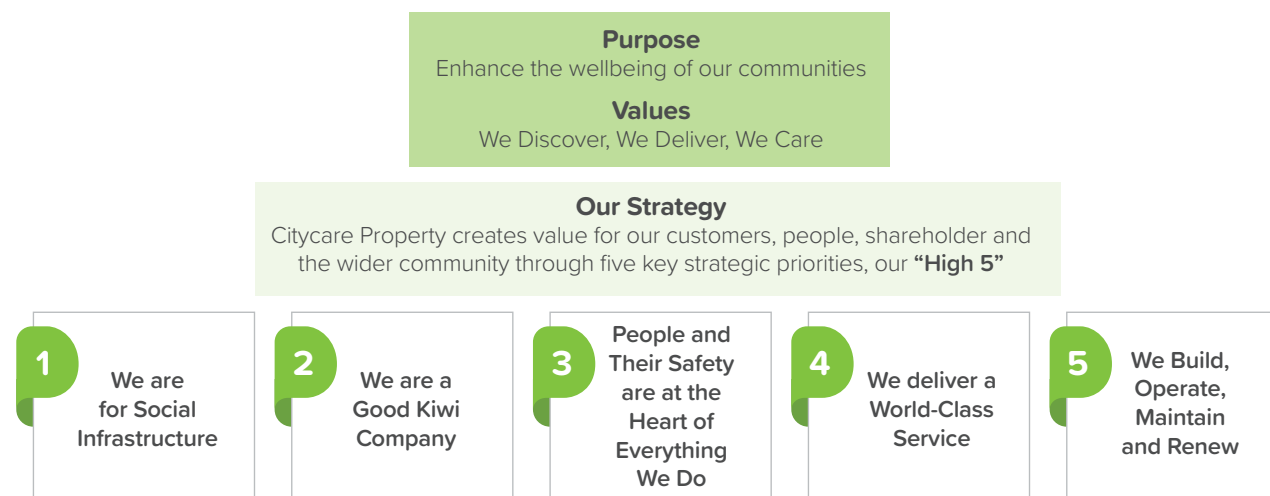 Purpose
Enhance the wellbeing of our communities
Values
We Discover, We Deliver, We Care
Our Strategy
Citycare Property creates value for our customers, people, shareholder and
the wider community through five key strategic priorities, our “High 5”
1
We are
for Social
Infrastructure
2
We are a
Good Kiwi
Company
3
People and
Their Safety
are at the
Heart of
Everything
We Do
4
We deliver a
World-Class
Service
5
We Build,
Operate,
Maintain
and Renew